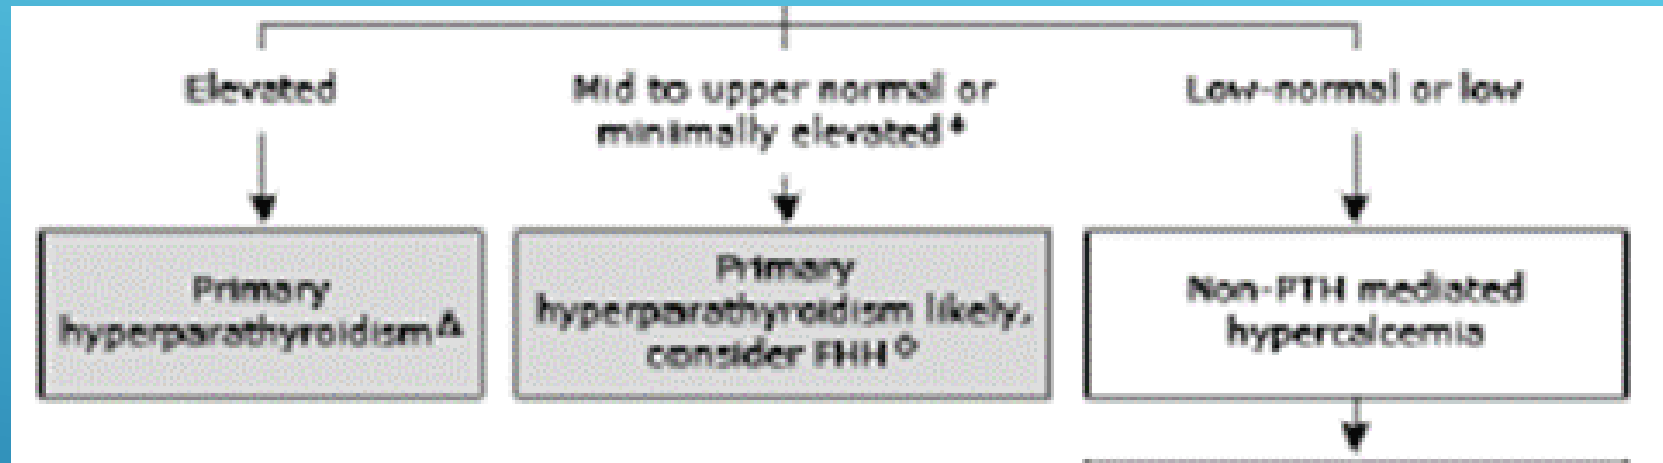 Elevated
Mid to upper normal or
minimally elevated♦
Low-normal or low
Primary
hyperparathyroidismΔ
Primary
hyperparathyroidism likely,
consider FHH◇
Non-PTH mediated
hypercalcemia